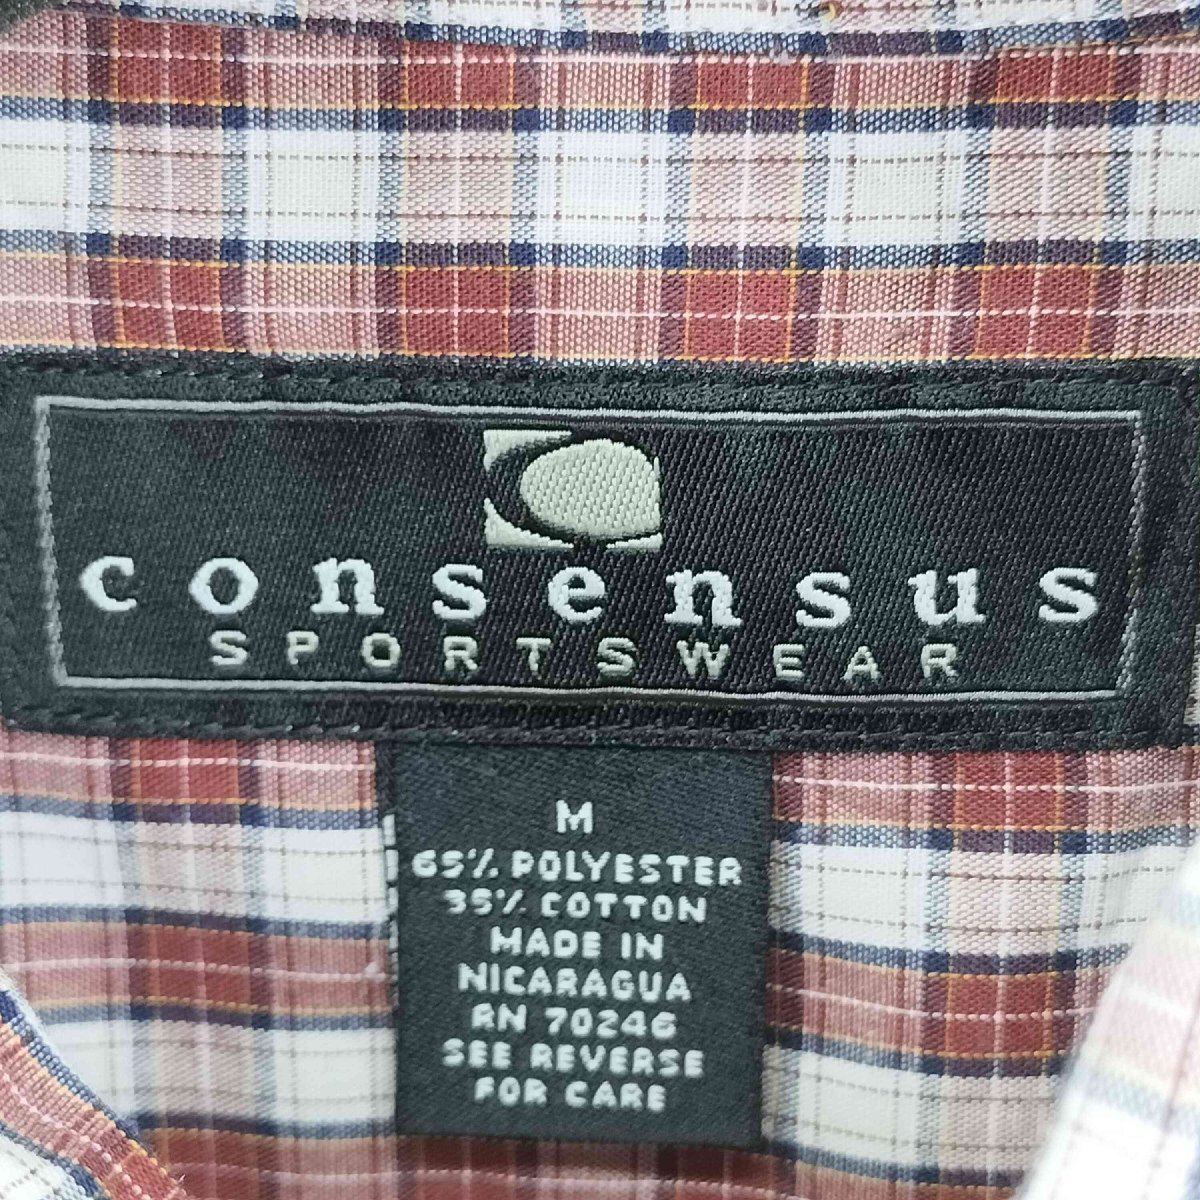 consensus
SPORTSWEAR
M
65% POLYESTER
35% COTTON
MADE IN
NICARAGUA
RN 70246
SEE REVERSE
FOR CARE